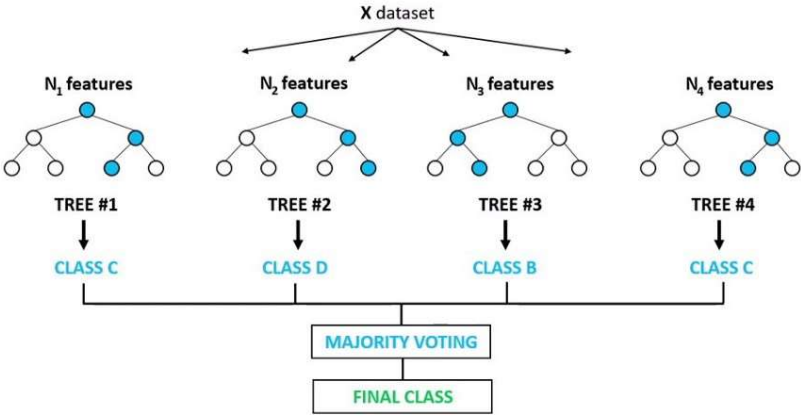 X dataset
N₁ features N₂ features N₃ features N₄ features
TREE #1 TREE #2 TREE #3 TREE #4
CLASS C CLASS D CLASS B CLASS C
MAJORITY VOTING
FINAL CLASS